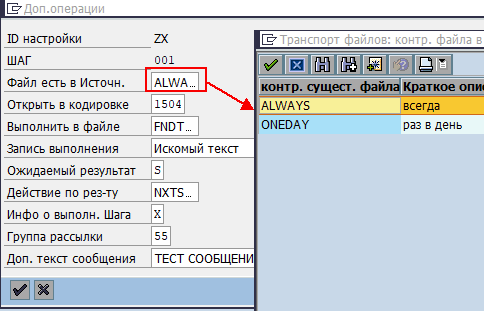 Доп.операции
ID настройки ZX
ШАГ 001
Файл есть в Источн. ALWA…
Открыть в кодировке 1504
Выполнить в файле FNDT…
Запись выполнения Искомый текст
Ожидаемый результат S
Действие по рез-ту NXTS…
Инфо о выполн. Шага X
Группа рассылки 55
Доп. текст сообщения ТЕСТ СООБЩЕНИ
Транспорт файлов: контр. файла в
контр. сущест. файла Краткое опи
ALWAYS всегда
ONEDAY раз в день